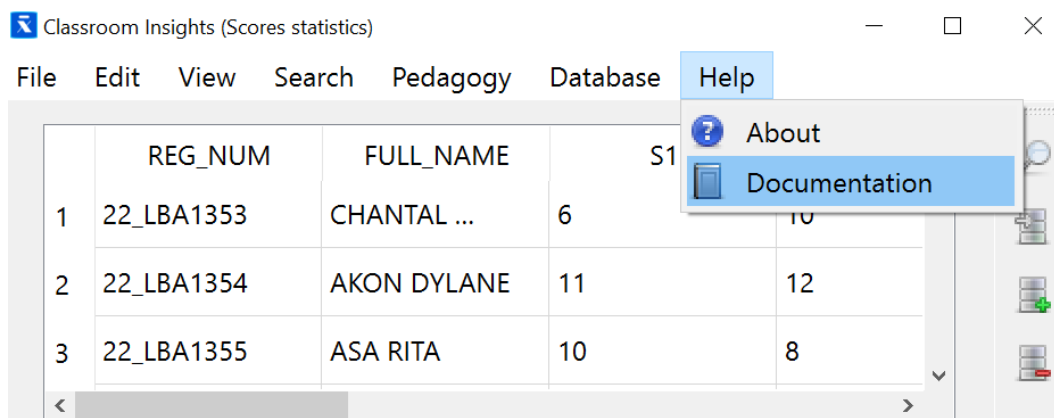 Classroom Insights (Scores statistics)
File Edit View Search Pedagogy Database Help
About
Documentation
REG_NUM FULL_NAME S1
1 22_LBA1353 CHANTAL ... 6 10
2 22_LBA1354 AKON DYLANE 11 12
3 22_LBA1355 ASA RITA 10 8